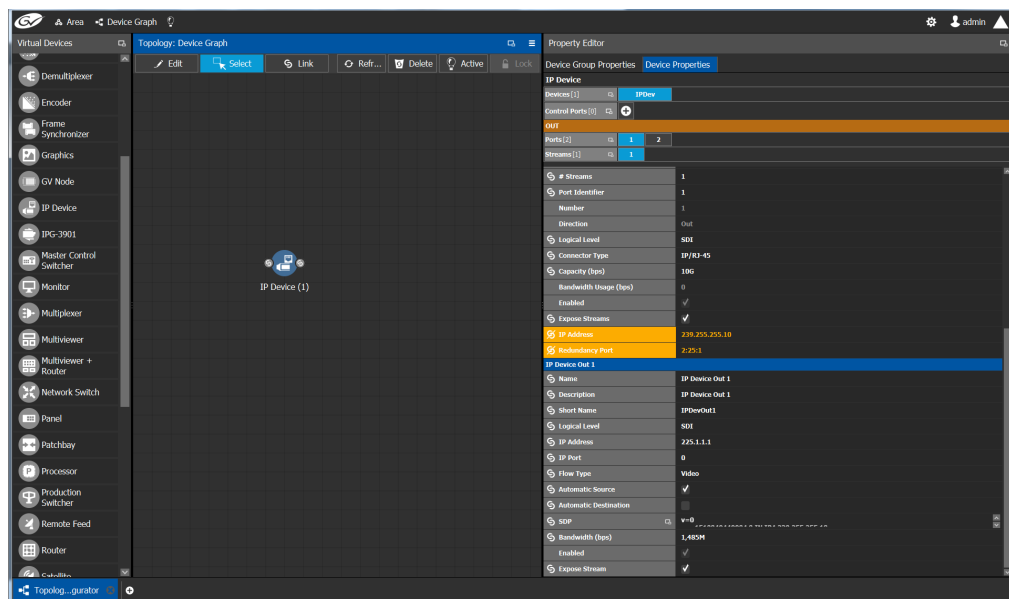 GV Area Device Graph admin
Virtual Devices
Demultiplexer
Encoder
Frame
Synchronizer
Graphics
GV Node
IP Device
IPG-3901
Master Control
Switcher
Monitor
Multiplexer
Multiviewer
Multiviewer +
Router
Network Switch
Panel
Patchbay
Processor
Production
Switcher
Remote Feed
Router
Satellite
Topology: Device Graph
Edit Select Link Refr... Delete Active Lock
IP Device (1)
Property Editor
Device Group Properties Device Properties
IP Device
Devices [1] IPDev
Control Ports [0]
OUT
Ports [2] 1 2
Streams [1] 1
# Streams 1
Port Identifier 1
Number 1
Direction Out
Logical Level SDI
Connector Type IP/RJ-45
Capacity (bps) 10G
Bandwidth Usage (bps) 0
Enabled
Expose Streams
IP Address 239.255.255.10
Redundancy Port 2:25:1
IP Device Out 1
Name IP Device Out 1
Description IP Device Out 1
Short Name IPDevOut1
Logical Level SDI
IP Address 225.1.1.1
IP Port 0
Flow Type Video
Automatic Source
Automatic Destination
SDP v=0
Bandwidth (bps) 1,485M
Enabled
Expose Stream
Topolog...gurator